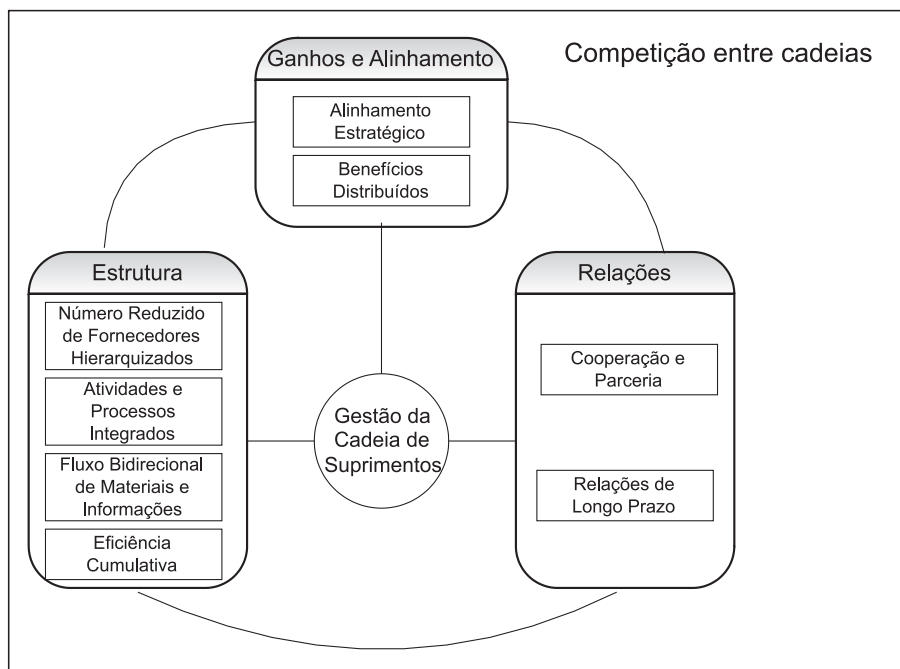 Competição entre cadeias
Ganhos e Alinhamento
Alinhamento
Estratégico
Benefícios
Distribuídos
Estrutura
Número Reduzido
de Fornecedores
Hierarquizados
Atividades e
Processos
Integrados
Fluxo Bidirecional
de Materiais e
Informações
Eficiência
Cumulativa
Gestão da
Cadeia de
Suprimentos
Relações
Cooperação e
Parceria
Relações de
Longo Prazo